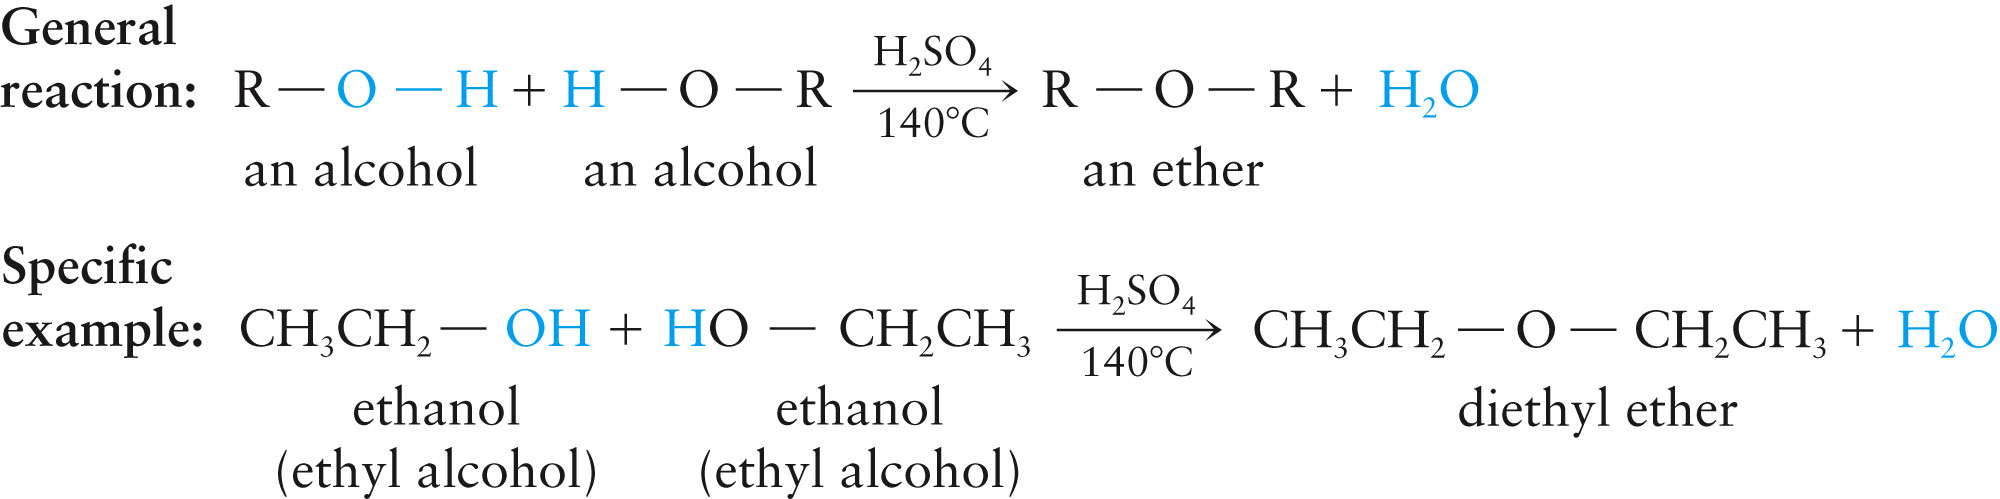 General
reaction: R — O — H + H — O — R H₂SO₄ 140°C R — O — R + H₂O
an alcohol an alcohol an ether
Specific
example: CH₃CH₂ — OH + HO — CH₂CH₃ H₂SO₄ 140°C CH₃CH₂ — O — CH₂CH₃ + H₂O
ethanol ethanol diethyl ether
(ethyl alcohol) (ethyl alcohol)